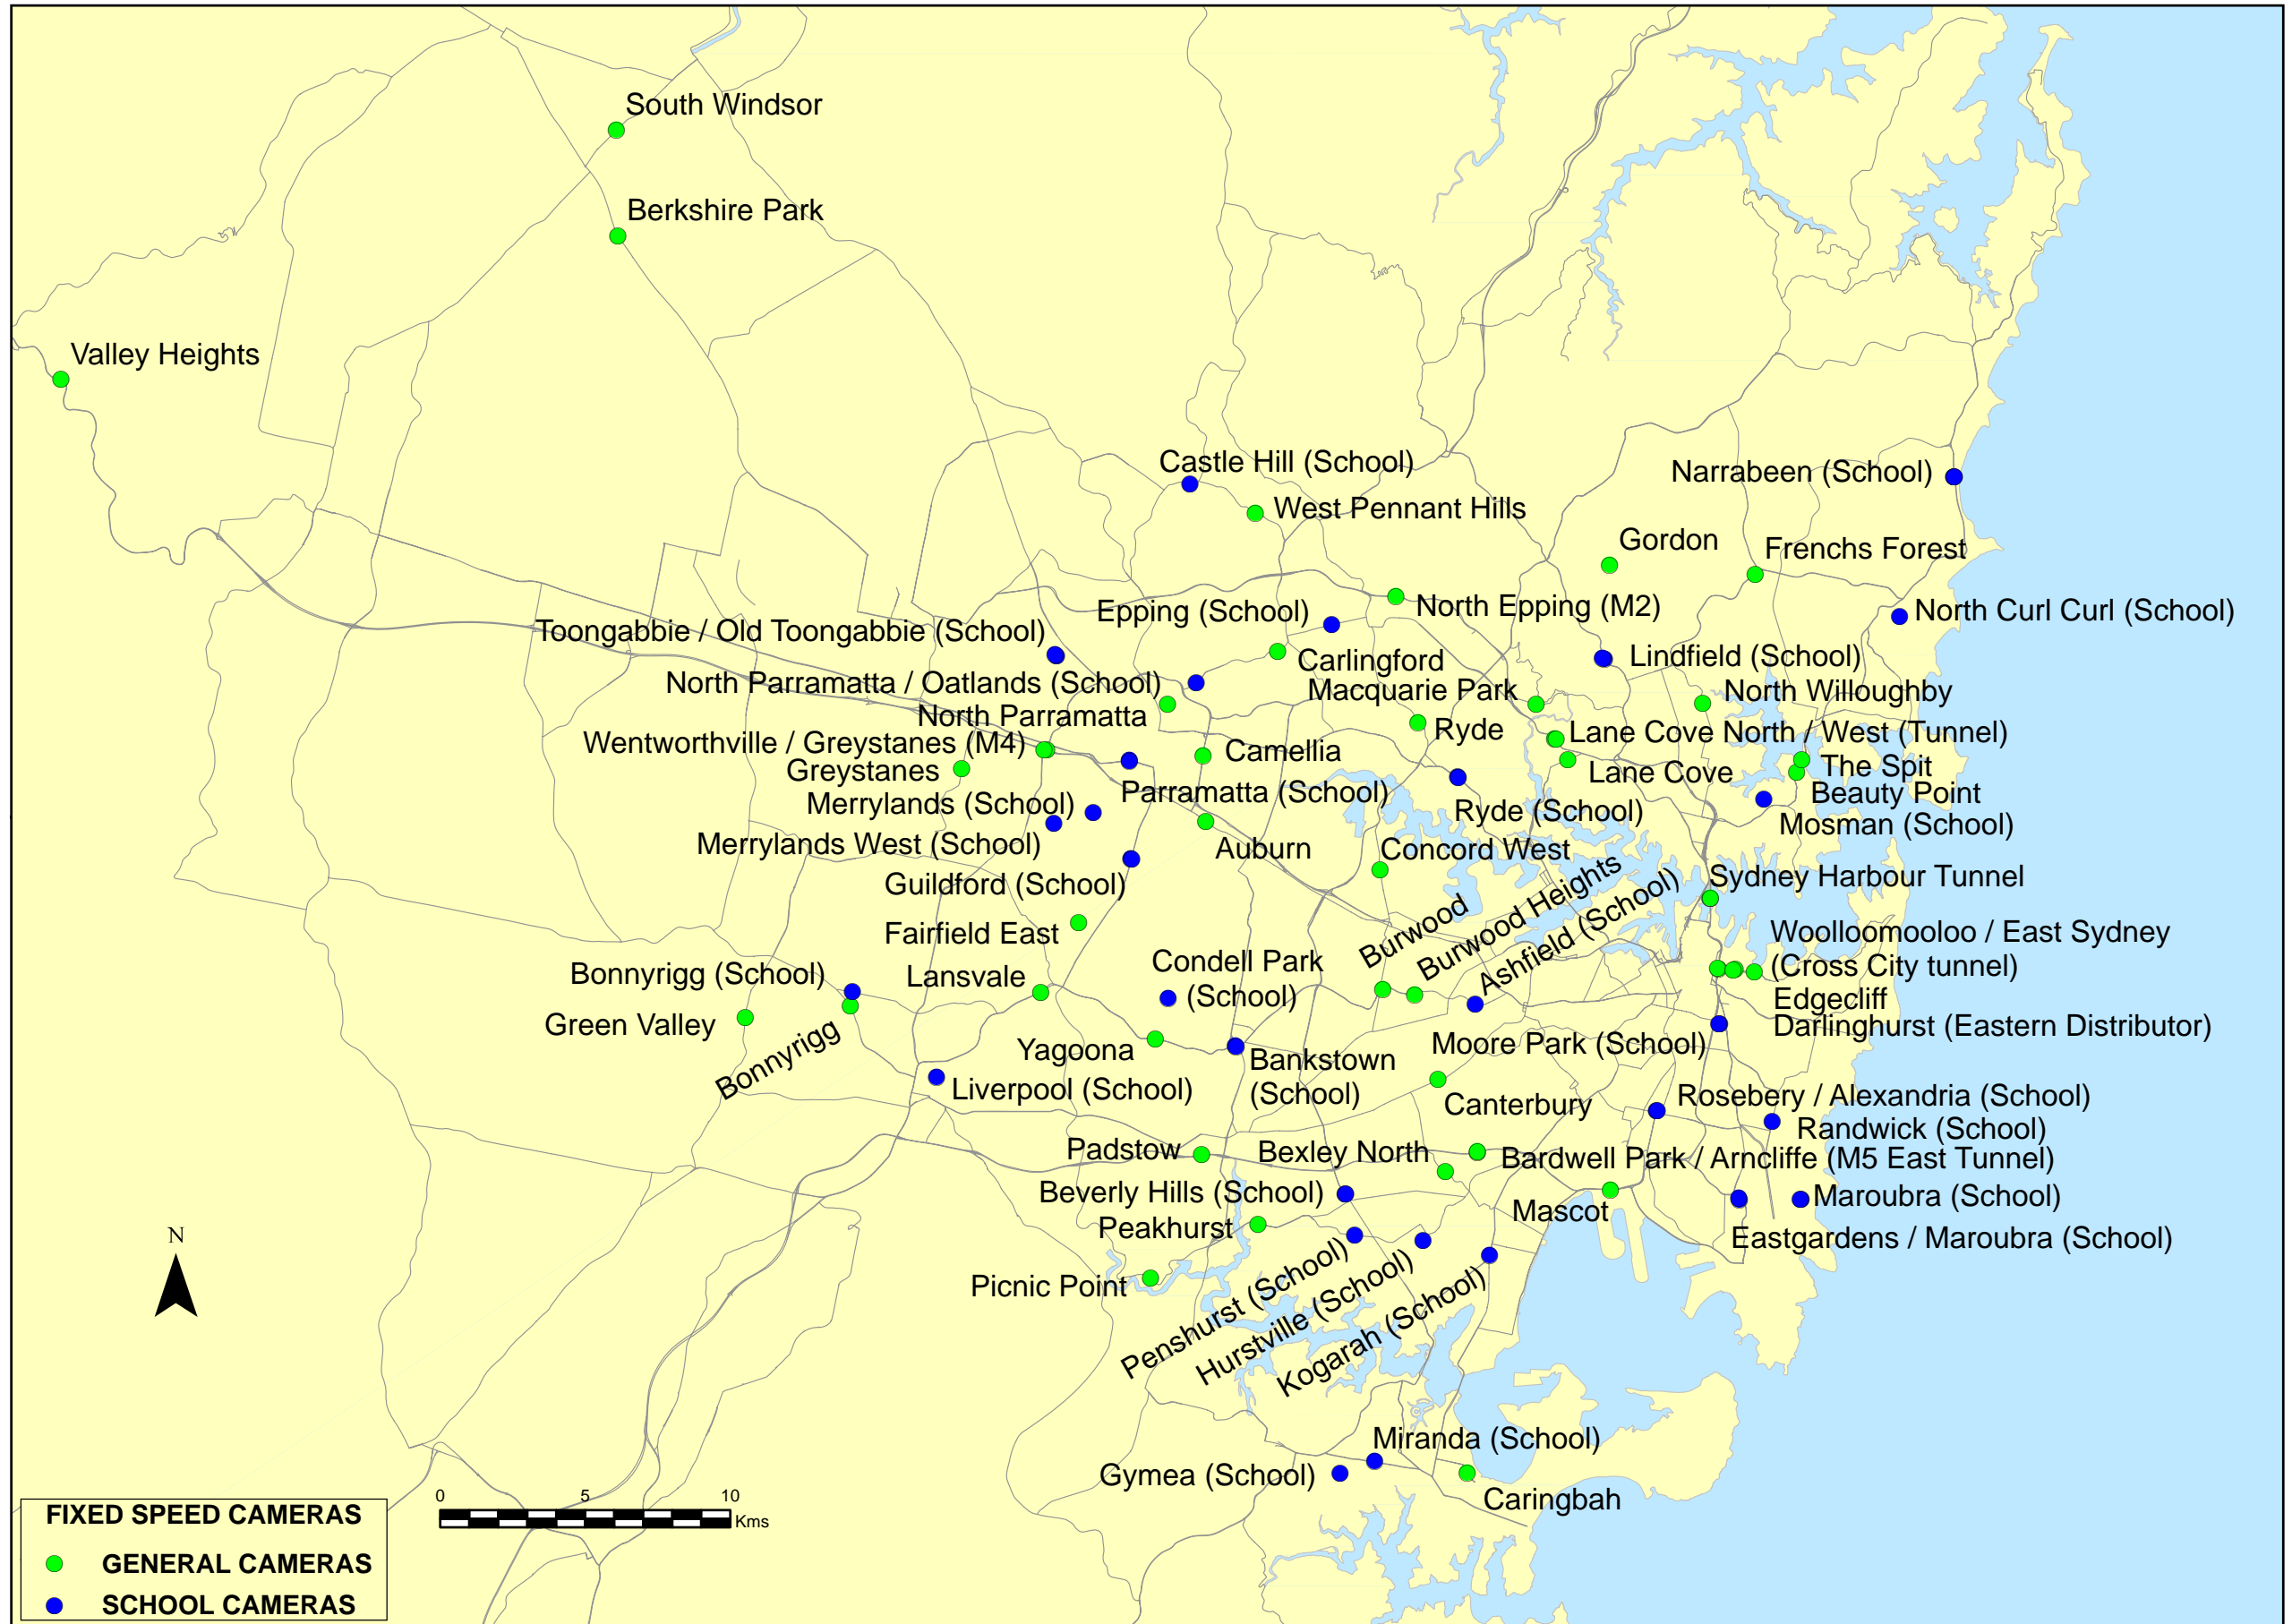 South Windsor
Berkshire Park
Valley Heights
Castle Hill (School)
Narrabeen (School)
West Pennant Hills
Gordon
Frenchs Forest
North Epping (M2)
Epping (School)
North Curl Curl (School)
Toongabbie / Old Toongabbie (School)
Carlingford
Lindfield (School)
North Parramatta / Oatlands (School)
Macquarie Park
North Willoughby
North Parramatta
Ryde
Lane Cove North / West (Tunnel)
Wentworthville / Greystanes (M4)
Camellia
Greystanes
Lane Cove
The Spit
Parramatta (School)
Beauty Point
Merrylands (School)
Ryde (School)
Mosman (School)
Merrylands West (School)
Auburn
Concord West
Guildford (School)
Sydney Harbour Tunnel
Burwood
Burwood Heights
Ashfield (School)
Fairfield East
Woolloomooloo / East Sydney
(Cross City tunnel)
Condell Park
(School)
Bonnyrigg (School)
Lansvale
Edgecliff
Green Valley
Darlinghurst (Eastern Distributor)
Bonnyrigg
Yagoona
Moore Park (School)
Bankstown
(School)
Liverpool (School)
Canterbury
Rosebery / Alexandria (School)
Randwick (School)
Padstow
Bexley North
Bardwell Park / Arncliffe (M5 East Tunnel)
Beverly Hills (School)
Maroubra (School)
Mascot
Peakhurst
Eastgardens / Maroubra (School)
N
Picnic Point
Penshurst (School)
Hurstville (School)
Kogarah (School)
Miranda (School)
Gymea (School)
Caringbah
0 5 10
Kms
FIXED SPEED CAMERAS
GENERAL CAMERAS
SCHOOL CAMERAS